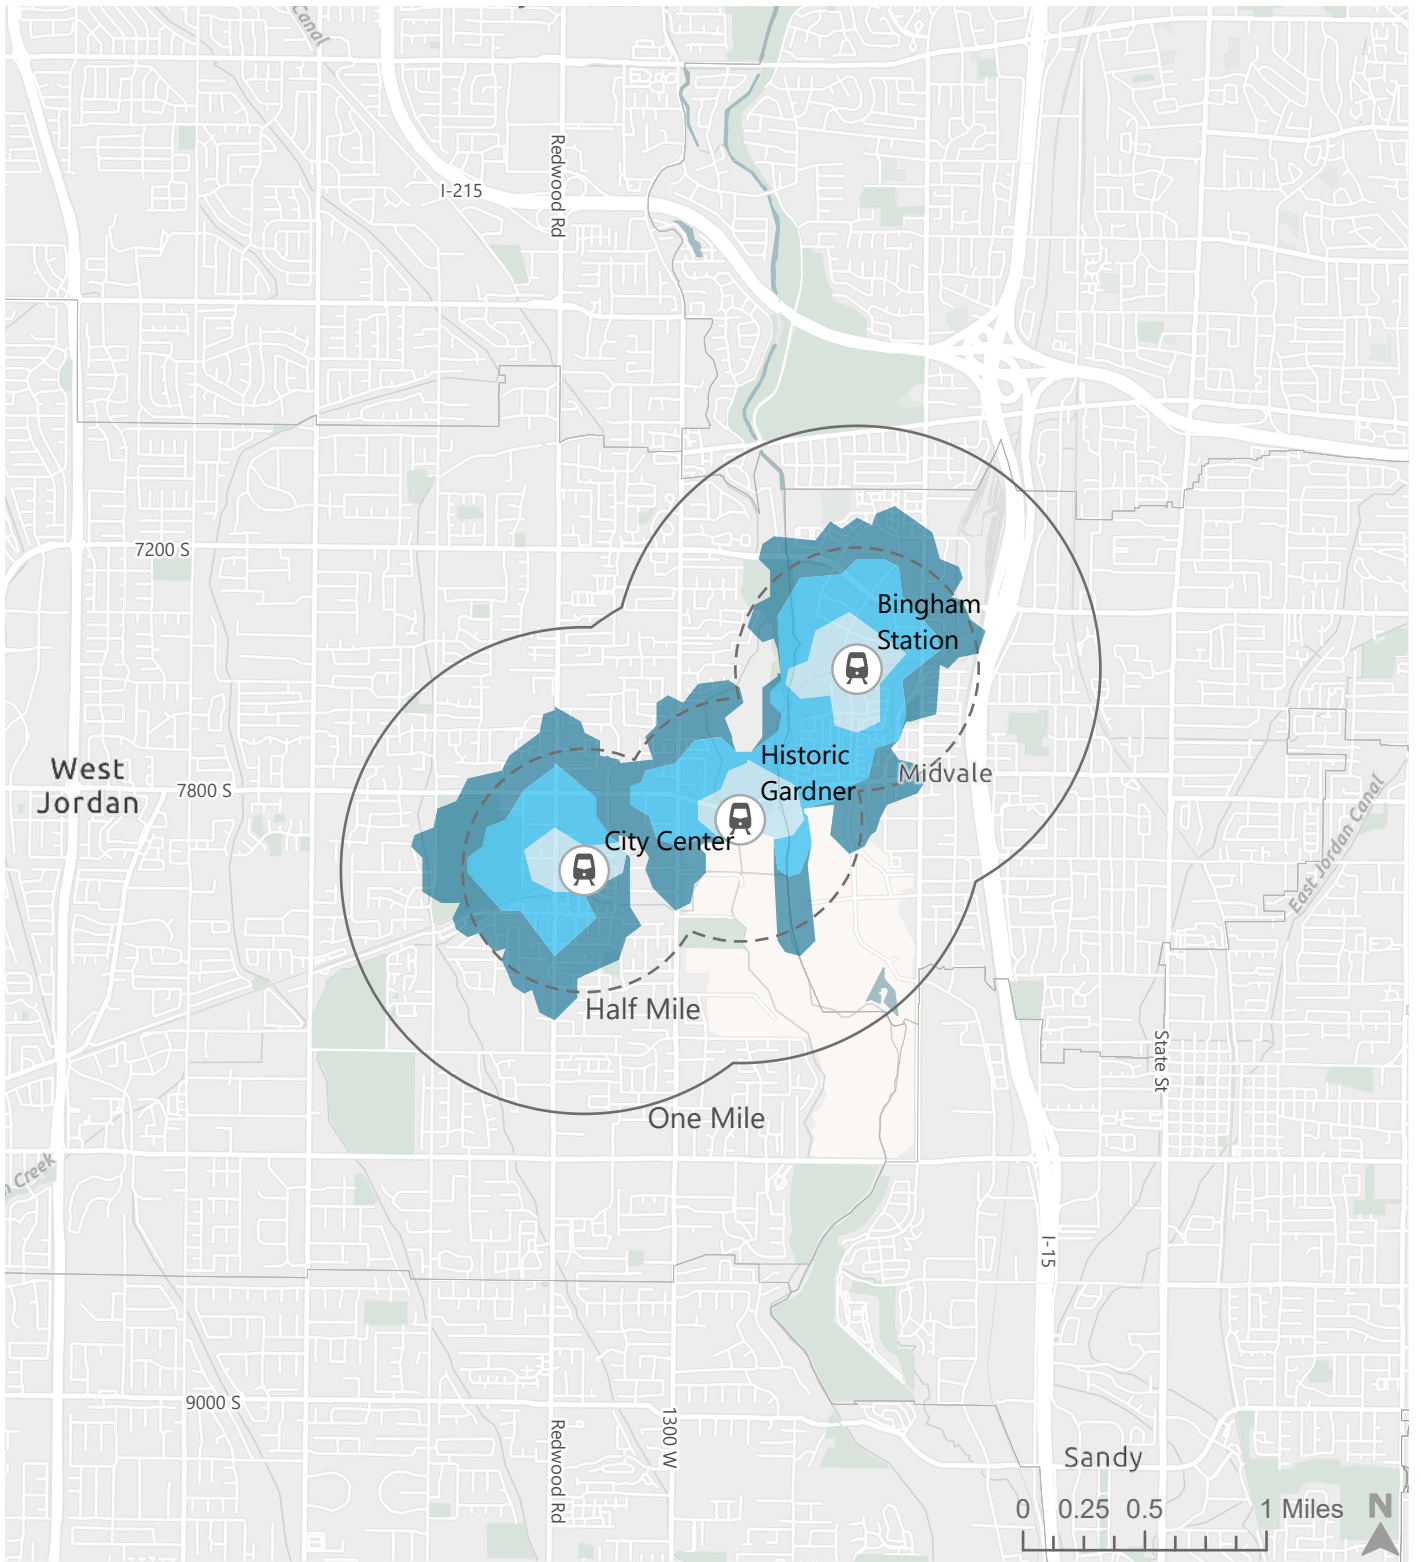 Canal
Redwood Rd
I-215
7200 S
Bingham
Station
Historic
Gardner
Midvale
West
Jordan
7800 S
City Center
East Jordan Canal
Half Mile
One Mile
State St
Creek
I-15
9000 S
1300 W
Redwood Rd
Sandy
0 0.25 0.5 1 Miles
N